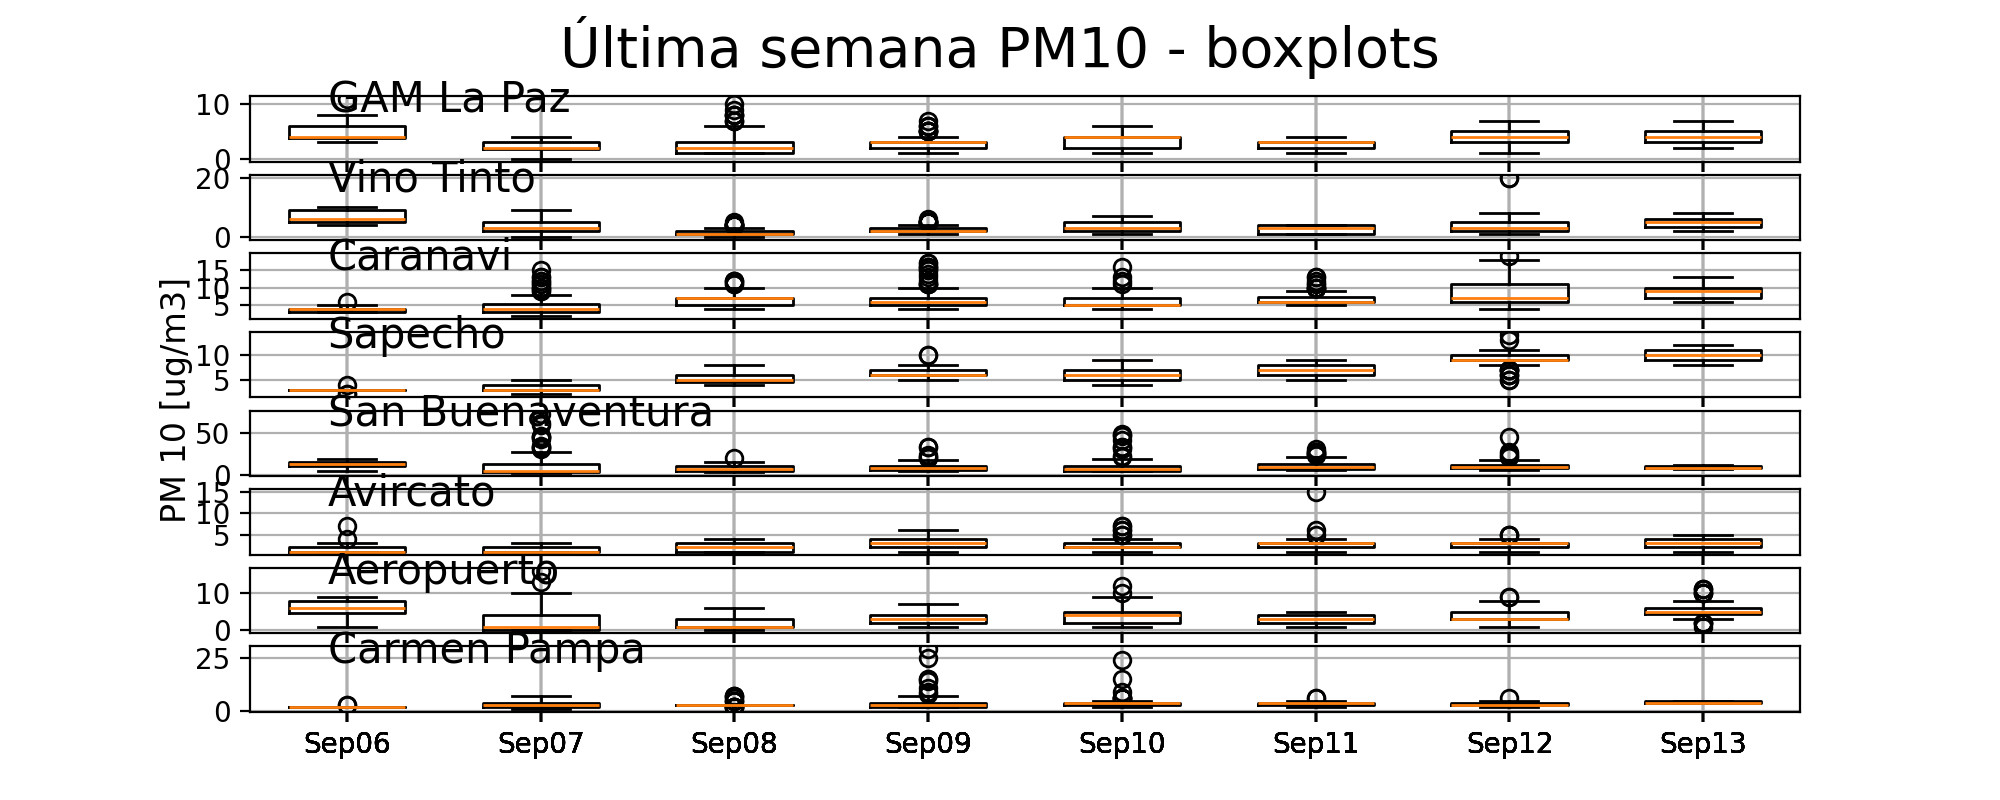 Última semana PM10 - boxplots
GAM La Paz
10
0
Vino Tinto
20
0
Caranavi
15
10
5
Sapecho
10
5
San Buenaventura
50
0
Avircato
15
10
5
Aeropuerto
10
0
Carmen Pampa
25
0
PM 10 [ug/m3]
Sep06 Sep07 Sep08 Sep09 Sep10 Sep11 Sep12 Sep13